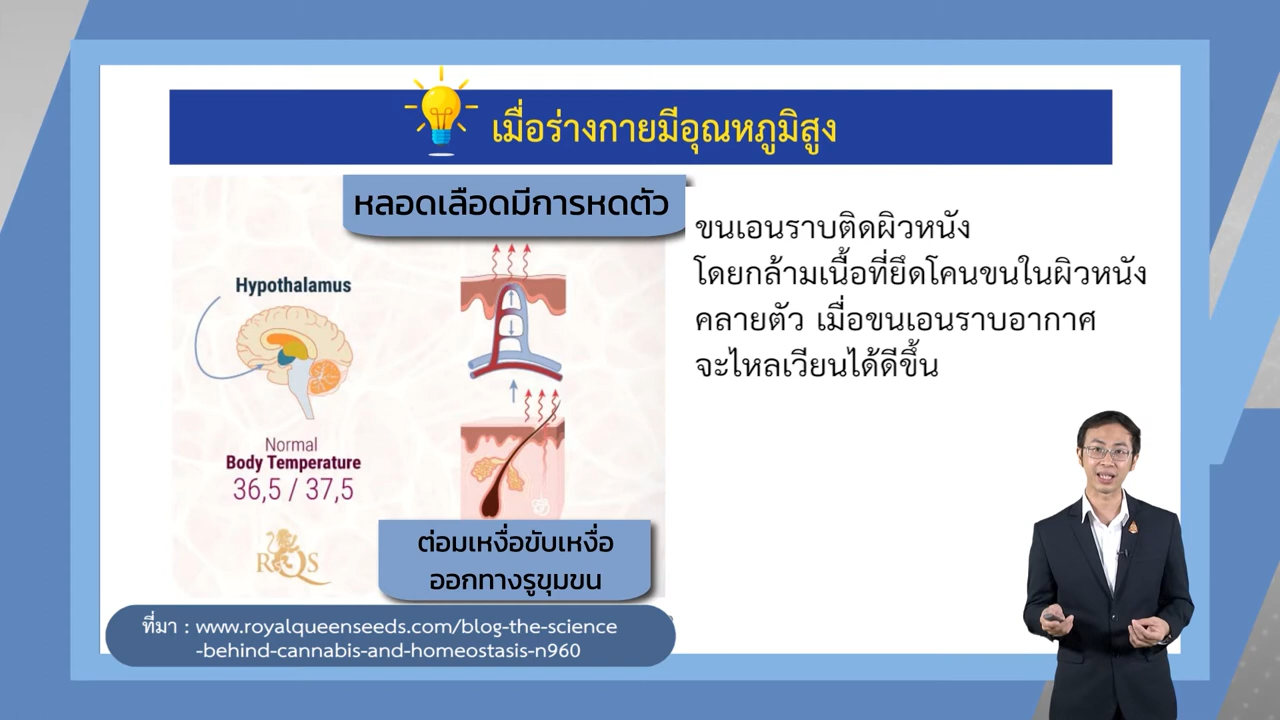 เมื่อร่างกายมีอุณหภูมิสูง
หลอดเลือดมีการหดตัว
ขนเอนราบติดผิวหนัง
โดยกล้ามเนื้อที่ยึดโคนขนในผิวหนัง
คลายตัว เมื่อขนเอนราบอากาศ
จะไหลเวียนได้ดีขึ้น
Hypothalamus
Normal
Body Temperature
36,5 / 37,5
RQS
ต่อมเหงื่อขับเหงื่อ
ออกทางรูขุมขน
ที่มา : www.royalqueenseeds.com/blog-the-science
-behind-cannabis-and-homeostasis-n960